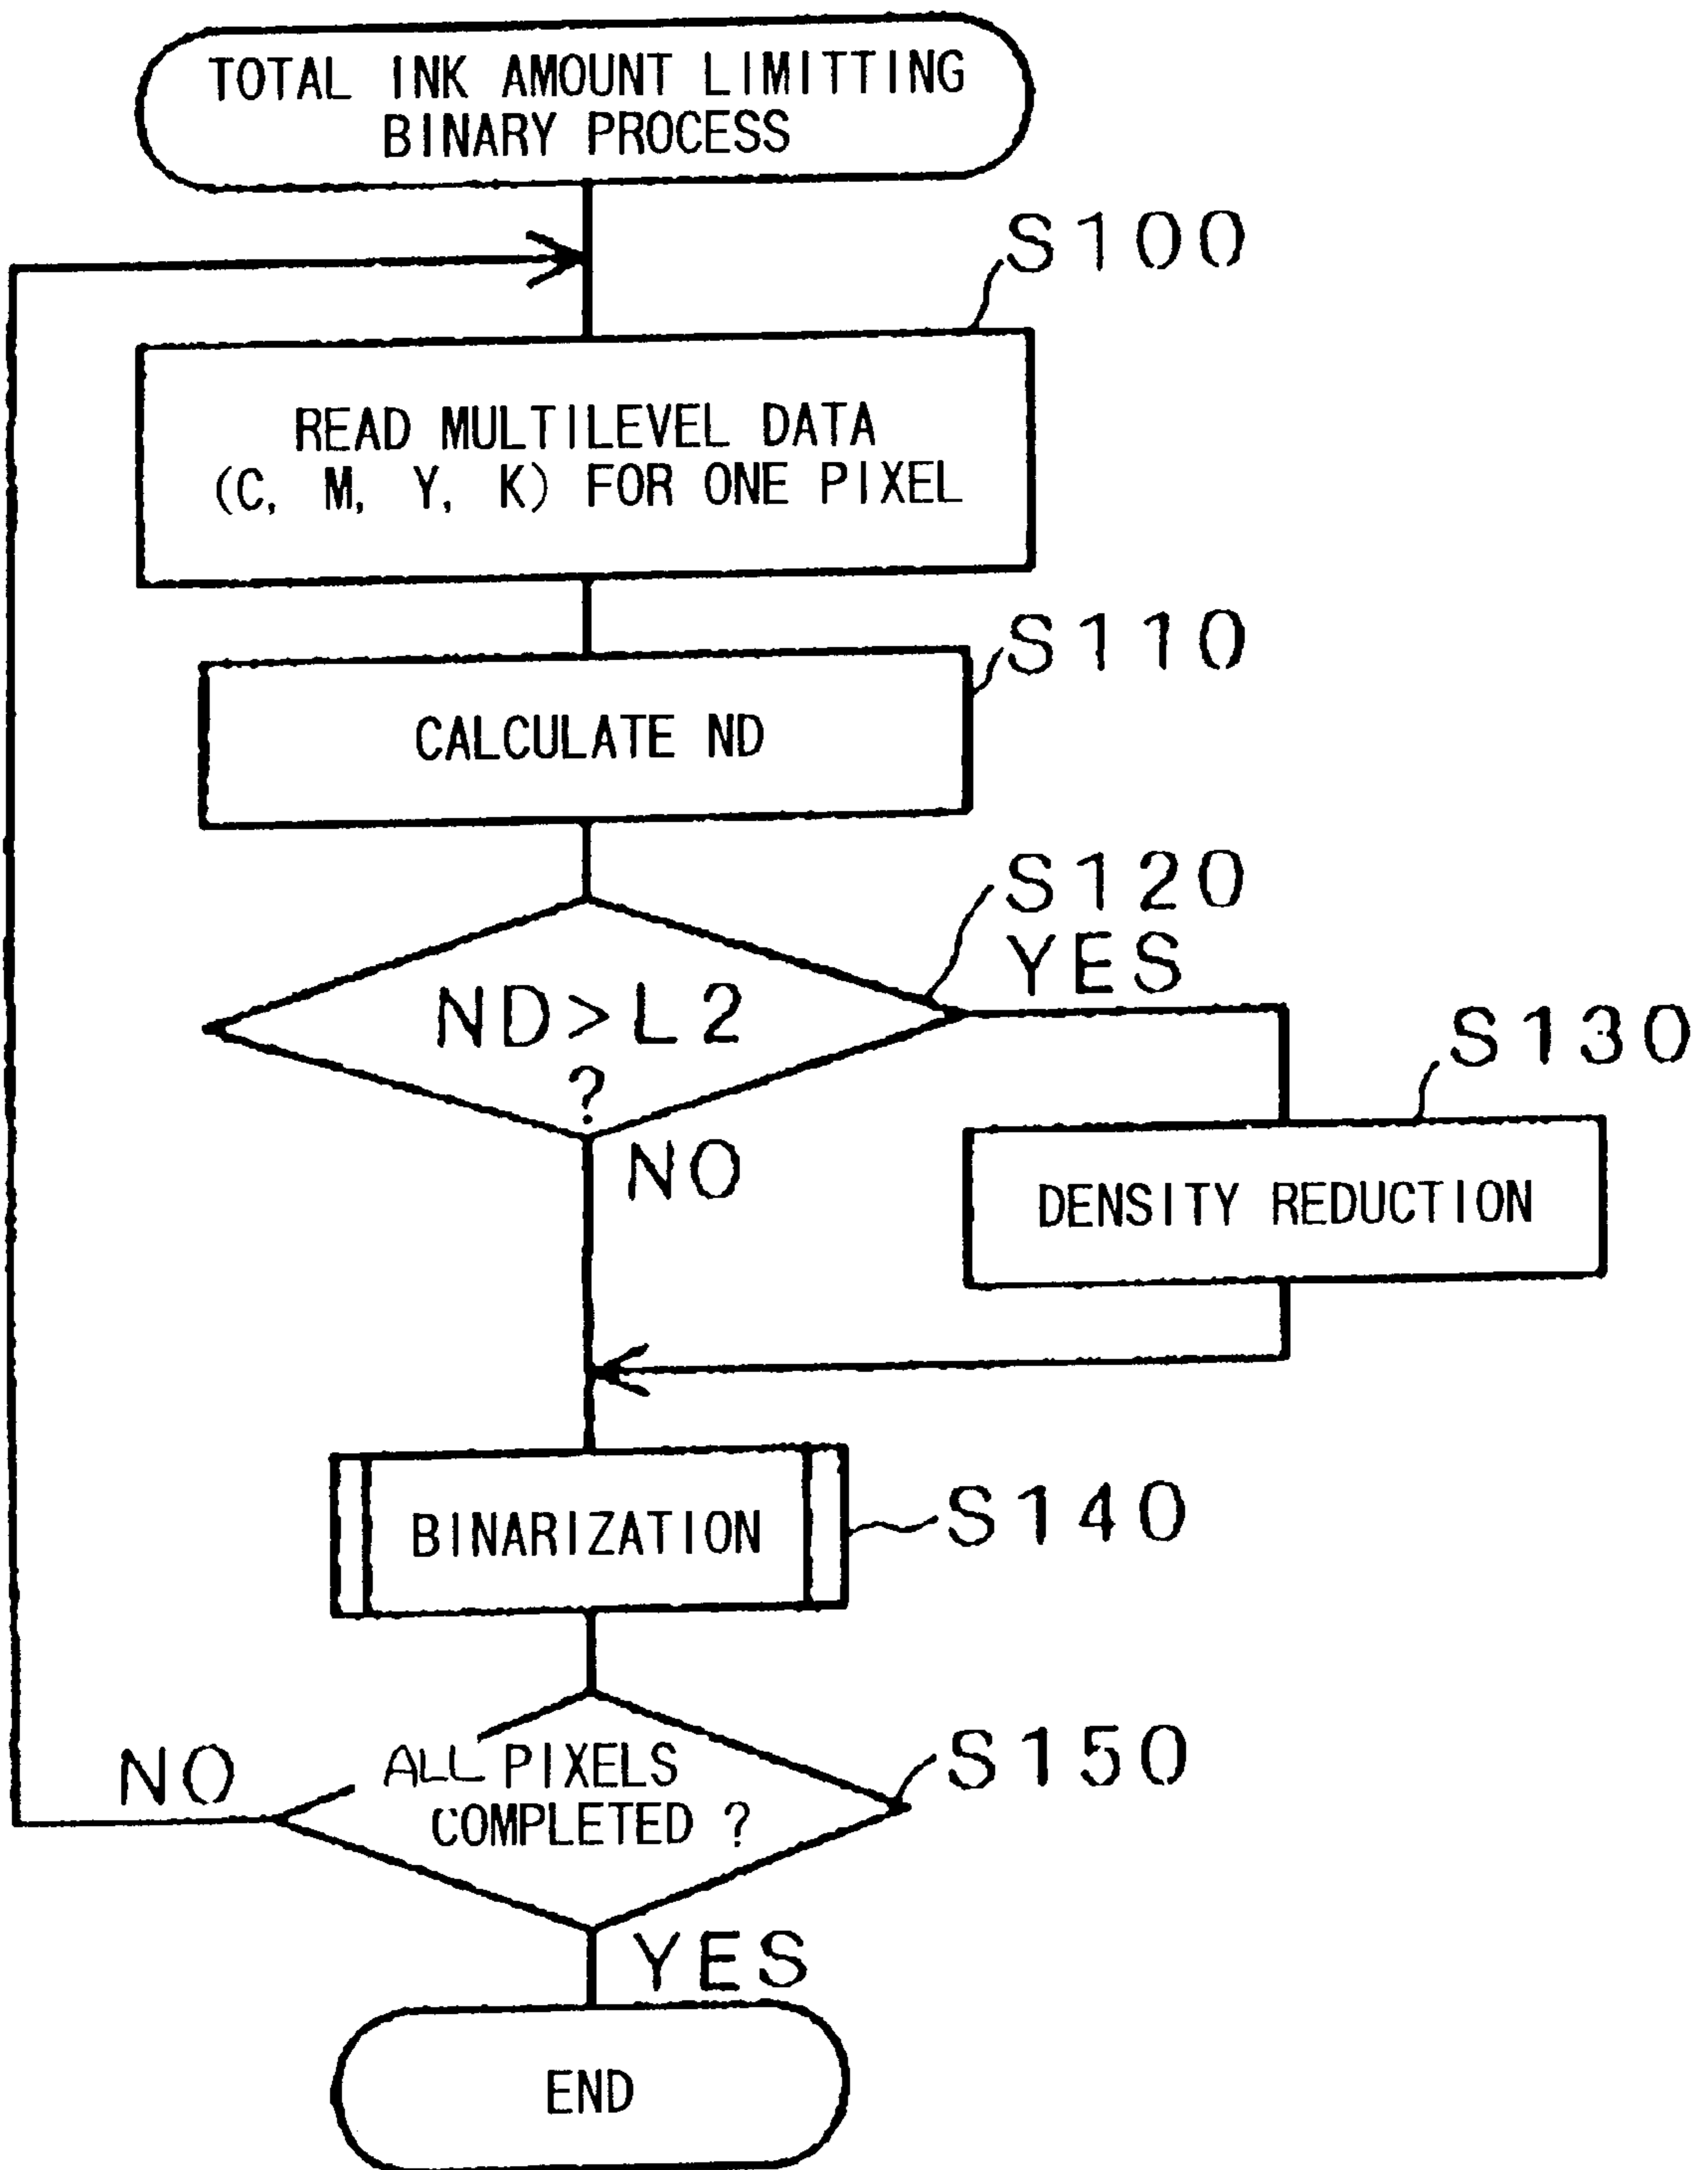 TOTAL INK AMOUNT LIMITTING
BINARY PROCESS
S100
READ MULTILEVEL DATA
(C, M, Y, K) FOR ONE PIXEL
S110
CALCULATE ND
S120
YES
ND>L2
?
NO
S130
DENSITY REDUCTION
BINARIZATION
S140
NO
ALL PIXELS
COMPLETED ?
S150
YES
END